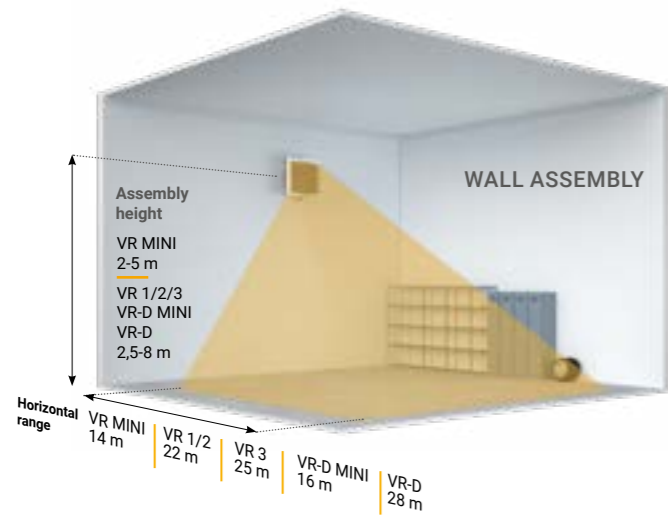 WALL ASSEMBLY
Assembly
height
VR MINI
2-5 m
VR 1/2/3
VR-D MINI
VR-D
2,5-8 m
Horizontal
range
VR MINI
14 m
VR 1/2
22 m
VR 3
25 m
VR-D MINI
16 m
VR-D
28 m